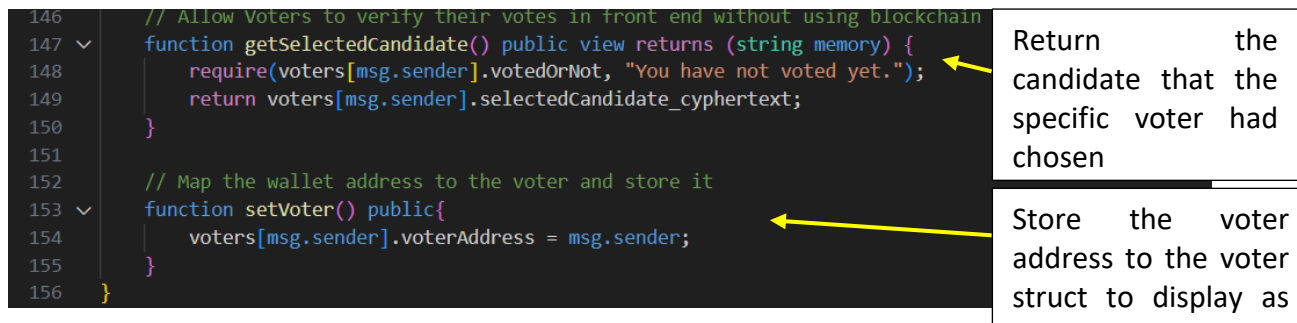 146 // Allow Voters to verify their votes in front end without using blockchain
147 function getSelectedCandidate() public view returns (string memory) {
148 require(voters[msg.sender].votedOrNot, "You have not voted yet.");
149 return voters[msg.sender].selectedCandidate_cyphertext;
150 }
151
152 // Map the wallet address to the voter and store it
153 function setVoter() public{
154 voters[msg.sender].voterAddress = msg.sender;
155 }
156 }
Return the
candidate that the
specific voter had
chosen
Store the voter
address to the voter
struct to display as